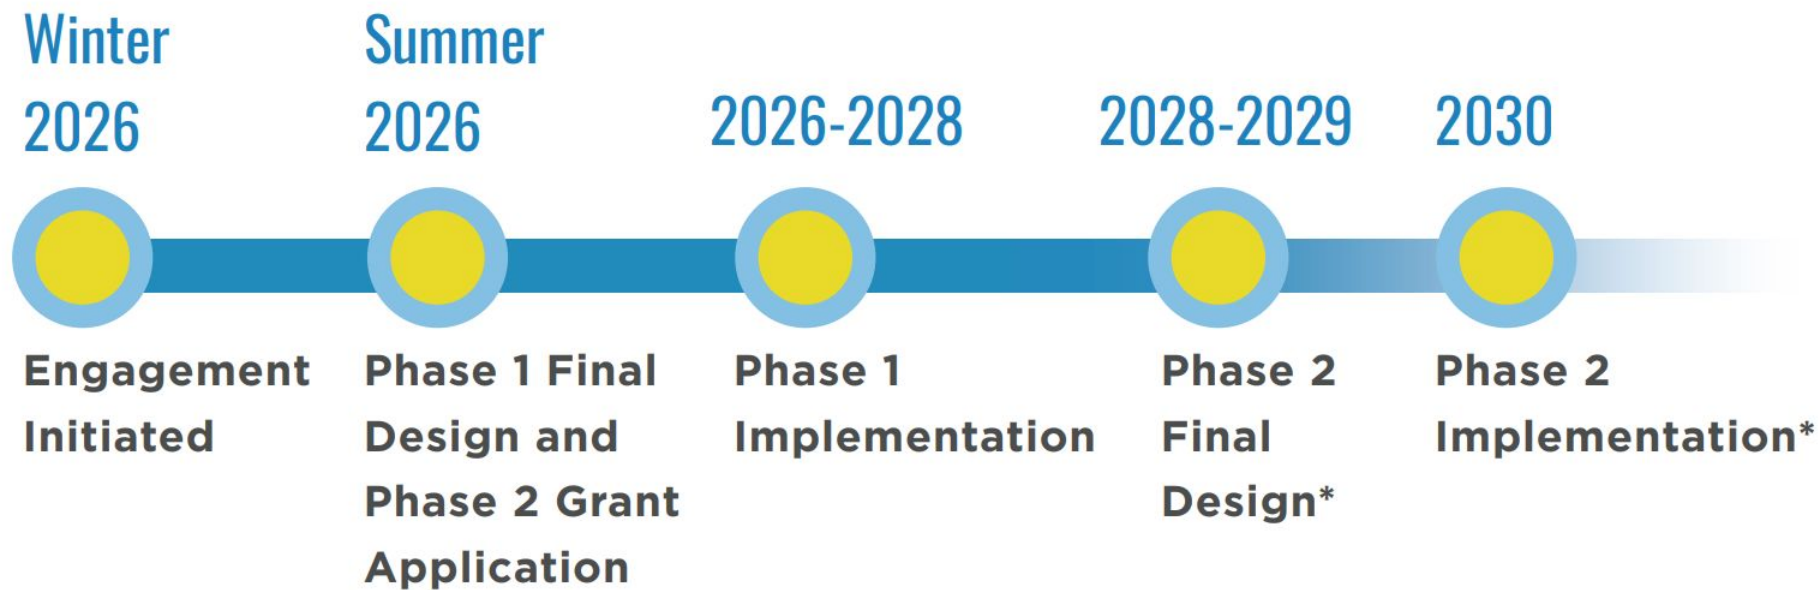 Winter
2026
Engagement
Initiated
Summer
2026
Phase 1 Final
Design and
Phase 2 Grant
Application
2026-2028
Phase 1
Implementation
2028-2029
Phase 2
Final
Design*
2030
Phase 2
Implementation*